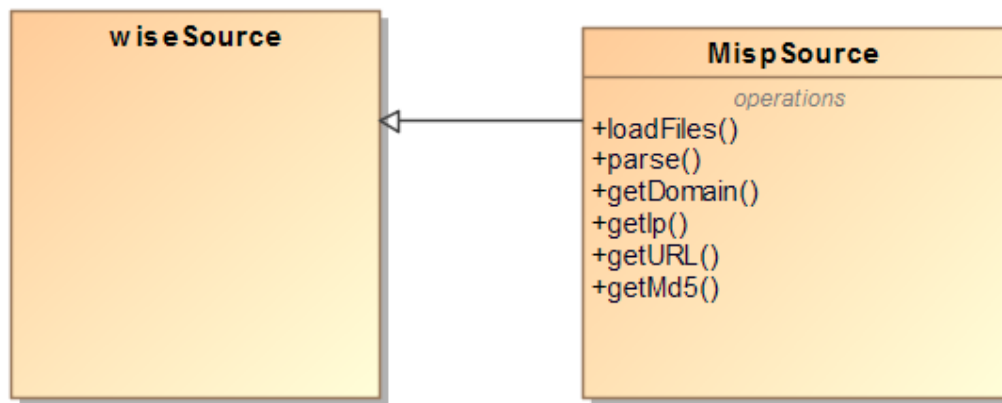 wiseSource
MispSource
operations
+loadFiles()
+parse()
+getDomain()
+getIp()
+getURL()
+getMd5()